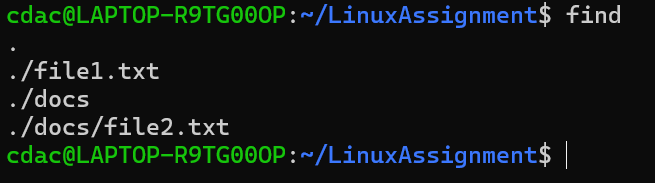 cdac@LAPTOP-R9TG00OP:~/LinuxAssignment$ find
.
./file1.txt
./docs
./docs/file2.txt
cdac@LAPTOP-R9TG00OP:~/LinuxAssignment$